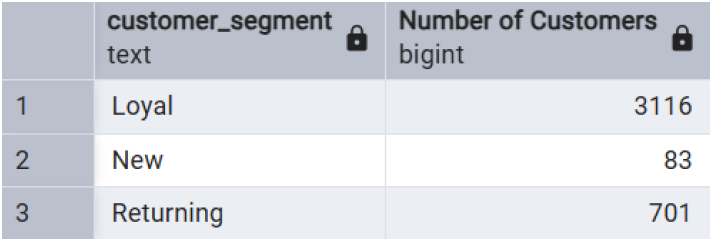 customer_segment Number of Customers
text bigint
1 Loyal 3116
2 New 83
3 Returning 701